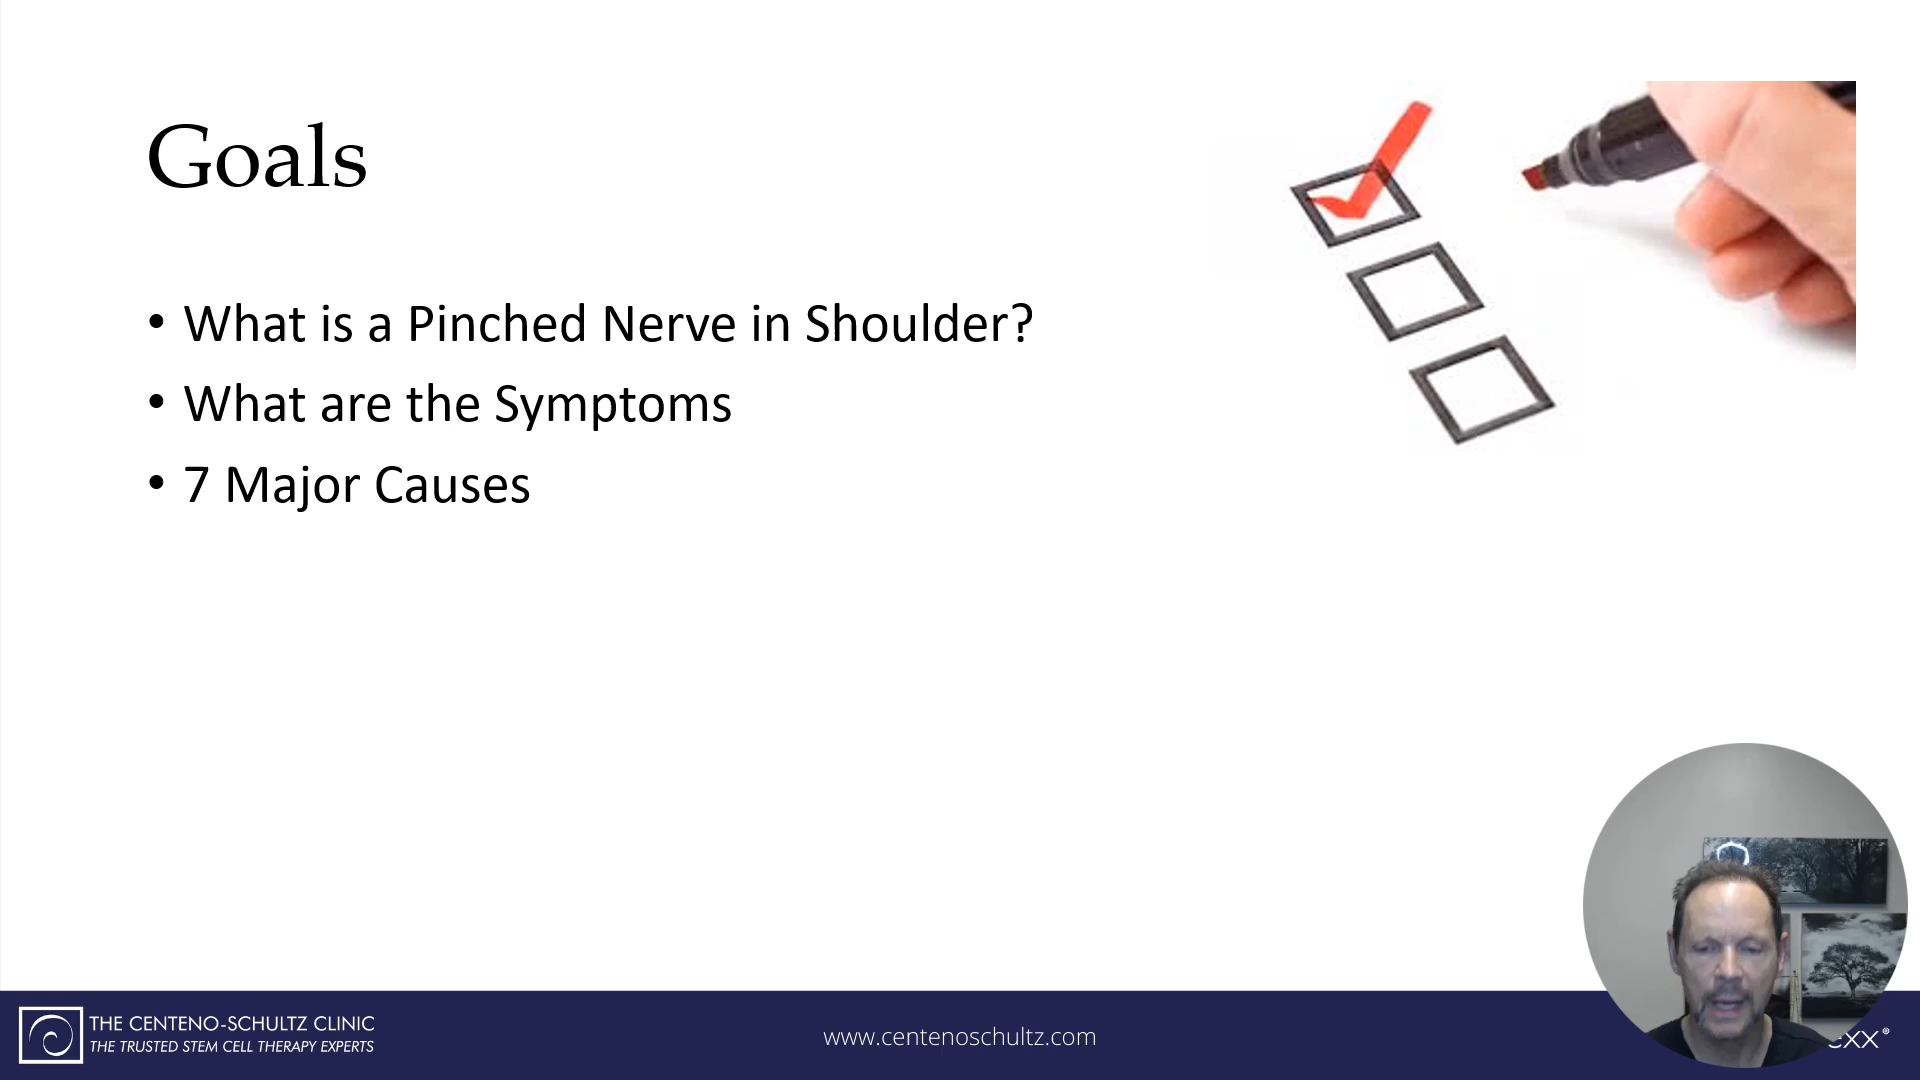 Goals
• What is a Pinched Nerve in Shoulder?
• What are the Symptoms
• 7 Major Causes
THE CENTENO-SCHULTZ CLINIC
THE TRUSTED STEM CELL THERAPY EXPERTS
www.centenoschultz.com